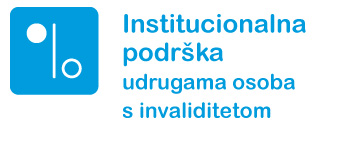 Institucionalna
podrška
udrugama osoba
s invaliditetom